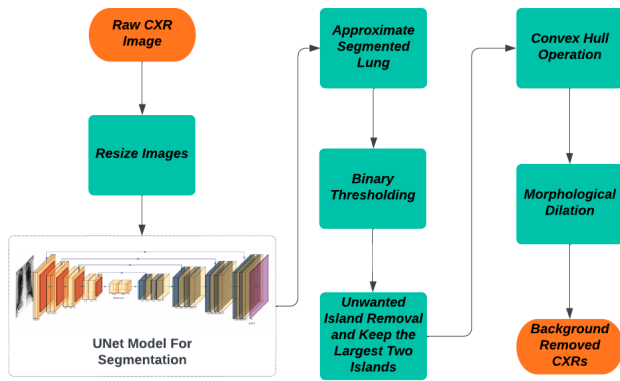 Raw CXR
Image
Resize Images
UNet Model For
Segmentation
Approximate
Segmented
Lung
Binary
Thresholding
Unwanted
Island Removal
and Keep the
Largest Two
Islands
Convex Hull
Operation
Morphological
Dilation
Background
Removed
CXRs